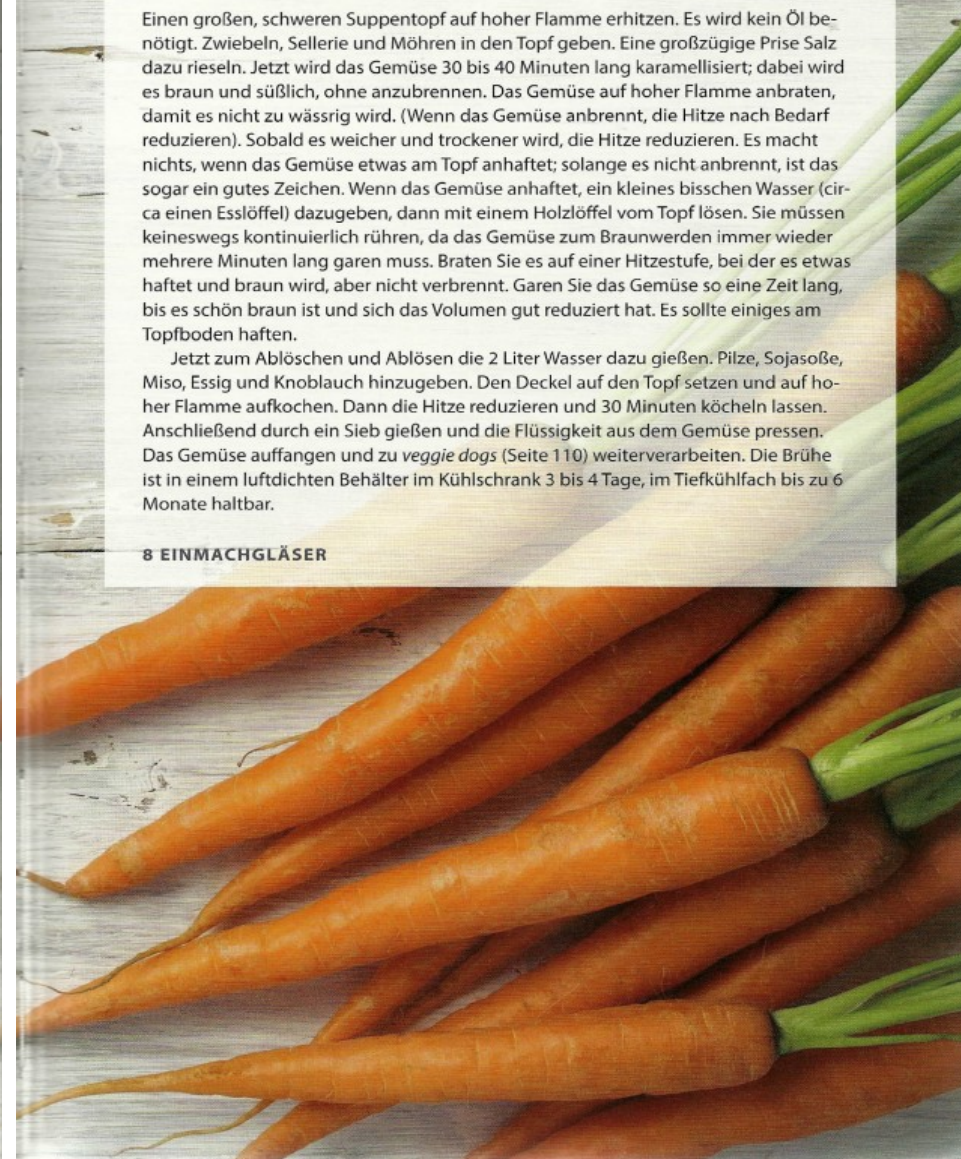 Einen großen, schweren Suppentopf auf hoher Flamme erhitzen. Es wird kein Öl be-
nötigt. Zwiebeln, Sellerie und Möhren in den Topf geben. Eine großzügige Prise Salz
dazu rieseln. Jetzt wird das Gemüse 30 bis 40 Minuten lang karamellisiert; dabei wird
es braun und süßlich, ohne anzubrennen. Das Gemüse auf hoher Flamme anbraten,
damit es nicht zu wässrig wird. (Wenn das Gemüse anbrennt, die Hitze nach Bedarf
reduzieren). Sobald es weicher und trockener wird, die Hitze reduzieren. Es macht
nichts, wenn das Gemüse etwas am Topf anhaftet; solange es nicht anbrennt, ist das
sogar ein gutes Zeichen. Wenn das Gemüse anhaftet, ein kleines bisschen Wasser (cir-
ca einen Esslöffel) dazugeben, dann mit einem Holzlöffel vom Topf lösen. Sie müssen
keineswegs kontinuierlich rühren, da das Gemüse zum Braunwerden immer wieder
mehrere Minuten lang garen muss. Braten Sie es auf einer Hitzestufe, bei der es etwas
haftet und braun wird, aber nicht verbrennt. Garen Sie das Gemüse so eine Zeit lang,
bis es schön braun ist und sich das Volumen gut reduziert hat. Es sollte einiges am
Topfboden haften.
Jetzt zum Ablöschen und Ablösen die 2 Liter Wasser dazu gießen. Pilze, Sojasoße,
Miso, Essig und Knoblauch hinzugeben. Den Deckel auf den Topf setzen und auf ho-
her Flamme aufkochen. Dann die Hitze reduzieren und 30 Minuten köcheln lassen.
Anschließend durch ein Sieb gießen und die Flüssigkeit aus dem Gemüse pressen.
Das Gemüse auffangen und zu veggie dogs (Seite 110) weiterverarbeiten. Die Brühe
ist in einem luftdichten Behälter im Kühlschrank 3 bis 4 Tage, im Tiefkühlfach bis zu 6
Monate haltbar.
8 EINMACHGLÄSER